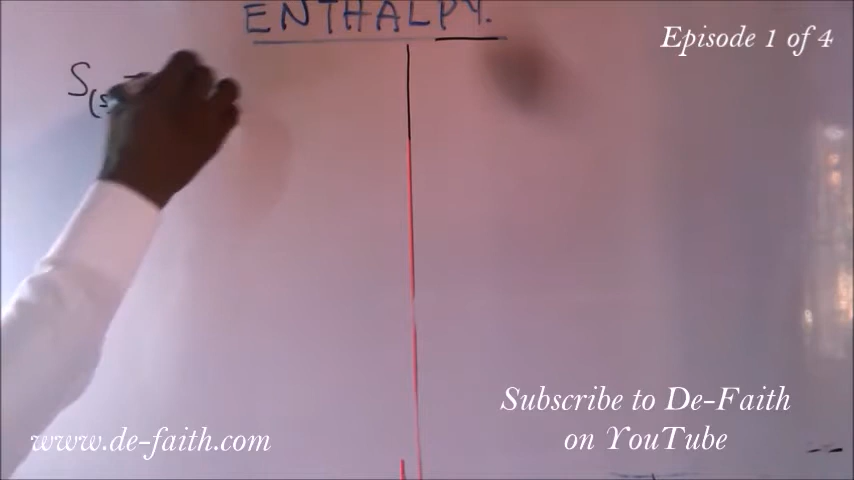 ENTHALPY.
Episode 1 of 4
S(s)
Subscribe to De-Faith
on YouTube
www.de-faith.com